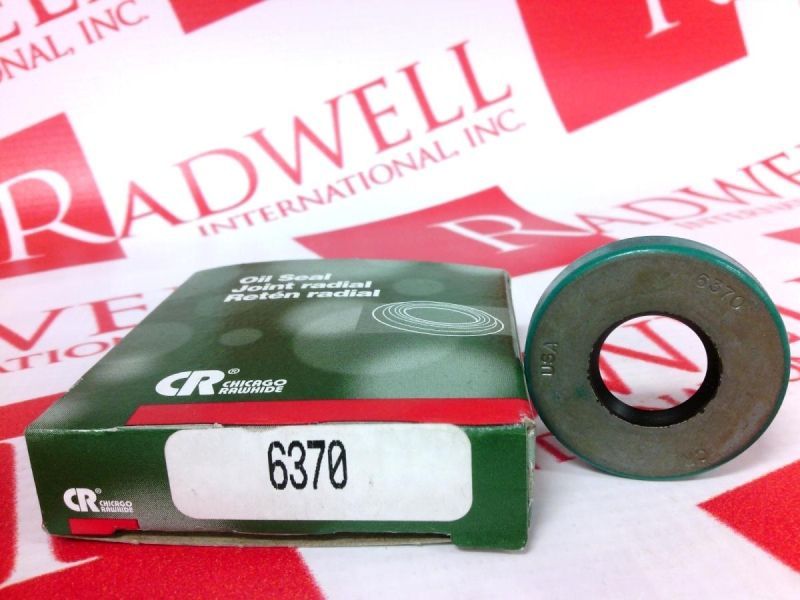 RADWELL
INTERNATIONAL, INC.
RADWELL
INTERNATIONAL, INC.
Oil Seal
Joint radial
Retén radial
CR® CHICAGO
RAWHIDE
6370
CR® CHICAGO
RAWHIDE
6370
USA